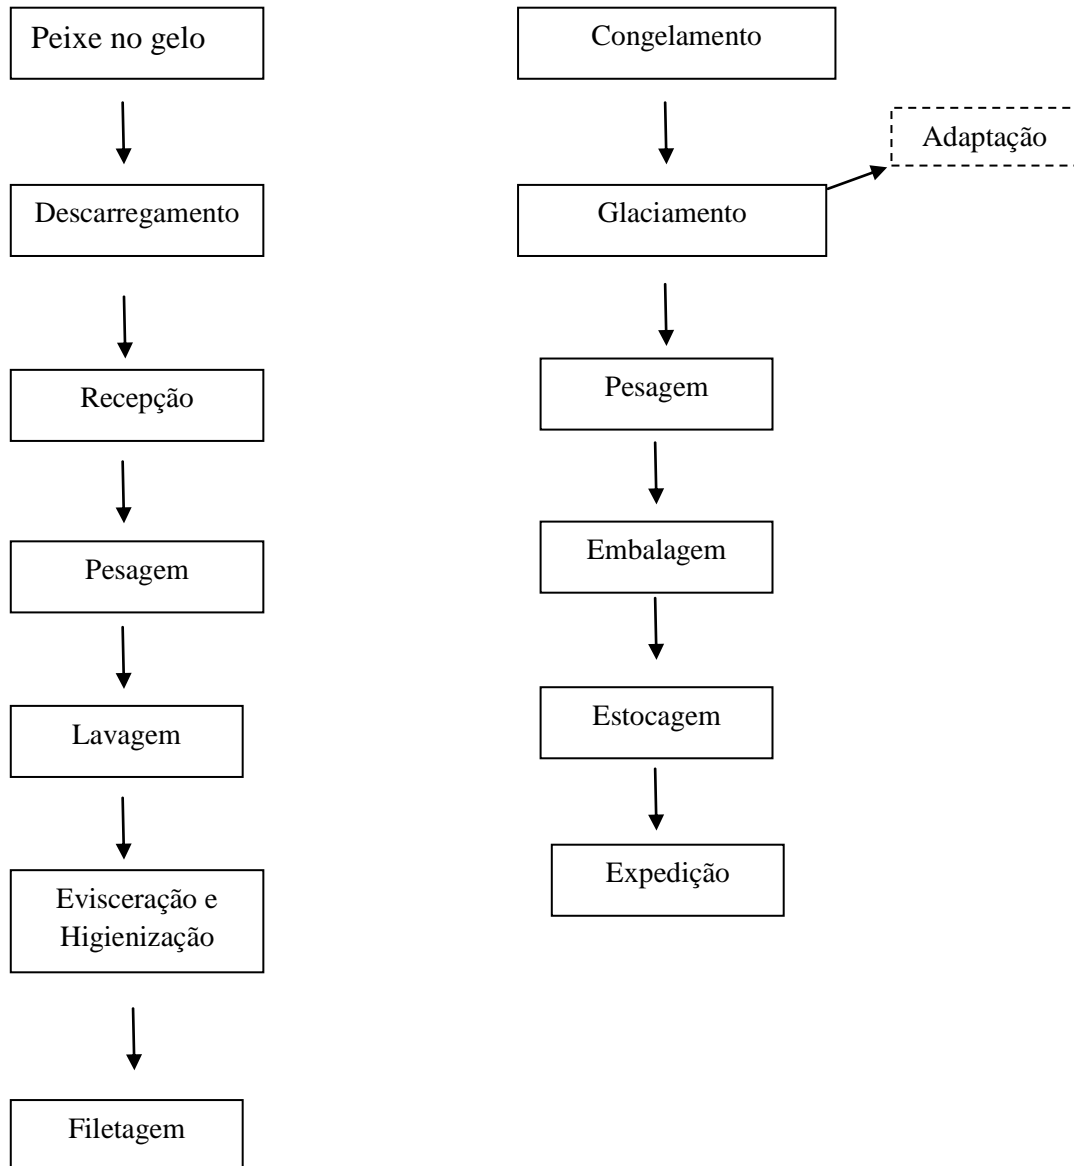 Peixe no gelo
Descarregamento
Recepção
Pesagem
Lavagem
Evisceração e
Higienização
Filetagem
Congelamento
Adaptação
Glaciamento
Pesagem
Embalagem
Estocagem
Expedição